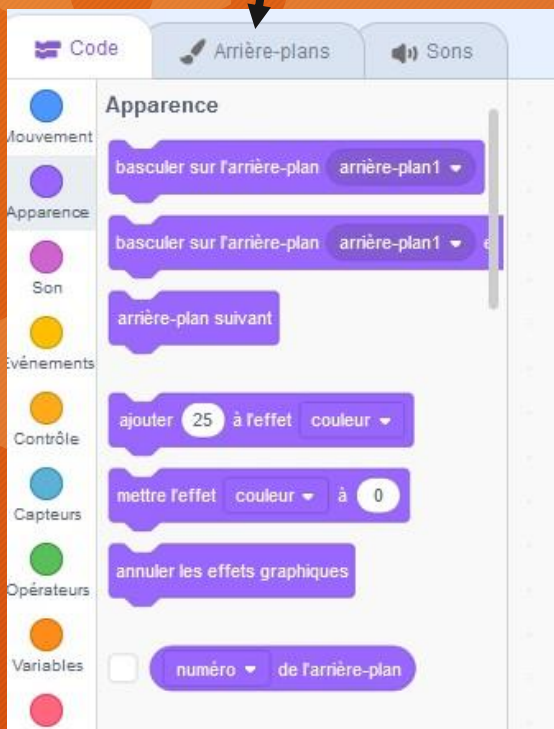 Code Arrière-plans Sons
Apparence
Mouvement
Apparence
Son
Événements
Contrôle
Capteurs
Opérateurs
Variables
basculer sur l'arrière-plan arrière-plan1
basculer sur l'arrière-plan arrière-plan1 e
arrière-plan suivant
ajouter 25 à l'effet couleur
mettre l'effet couleur à 0
annuler les effets graphiques
numéro de l'arrière-plan